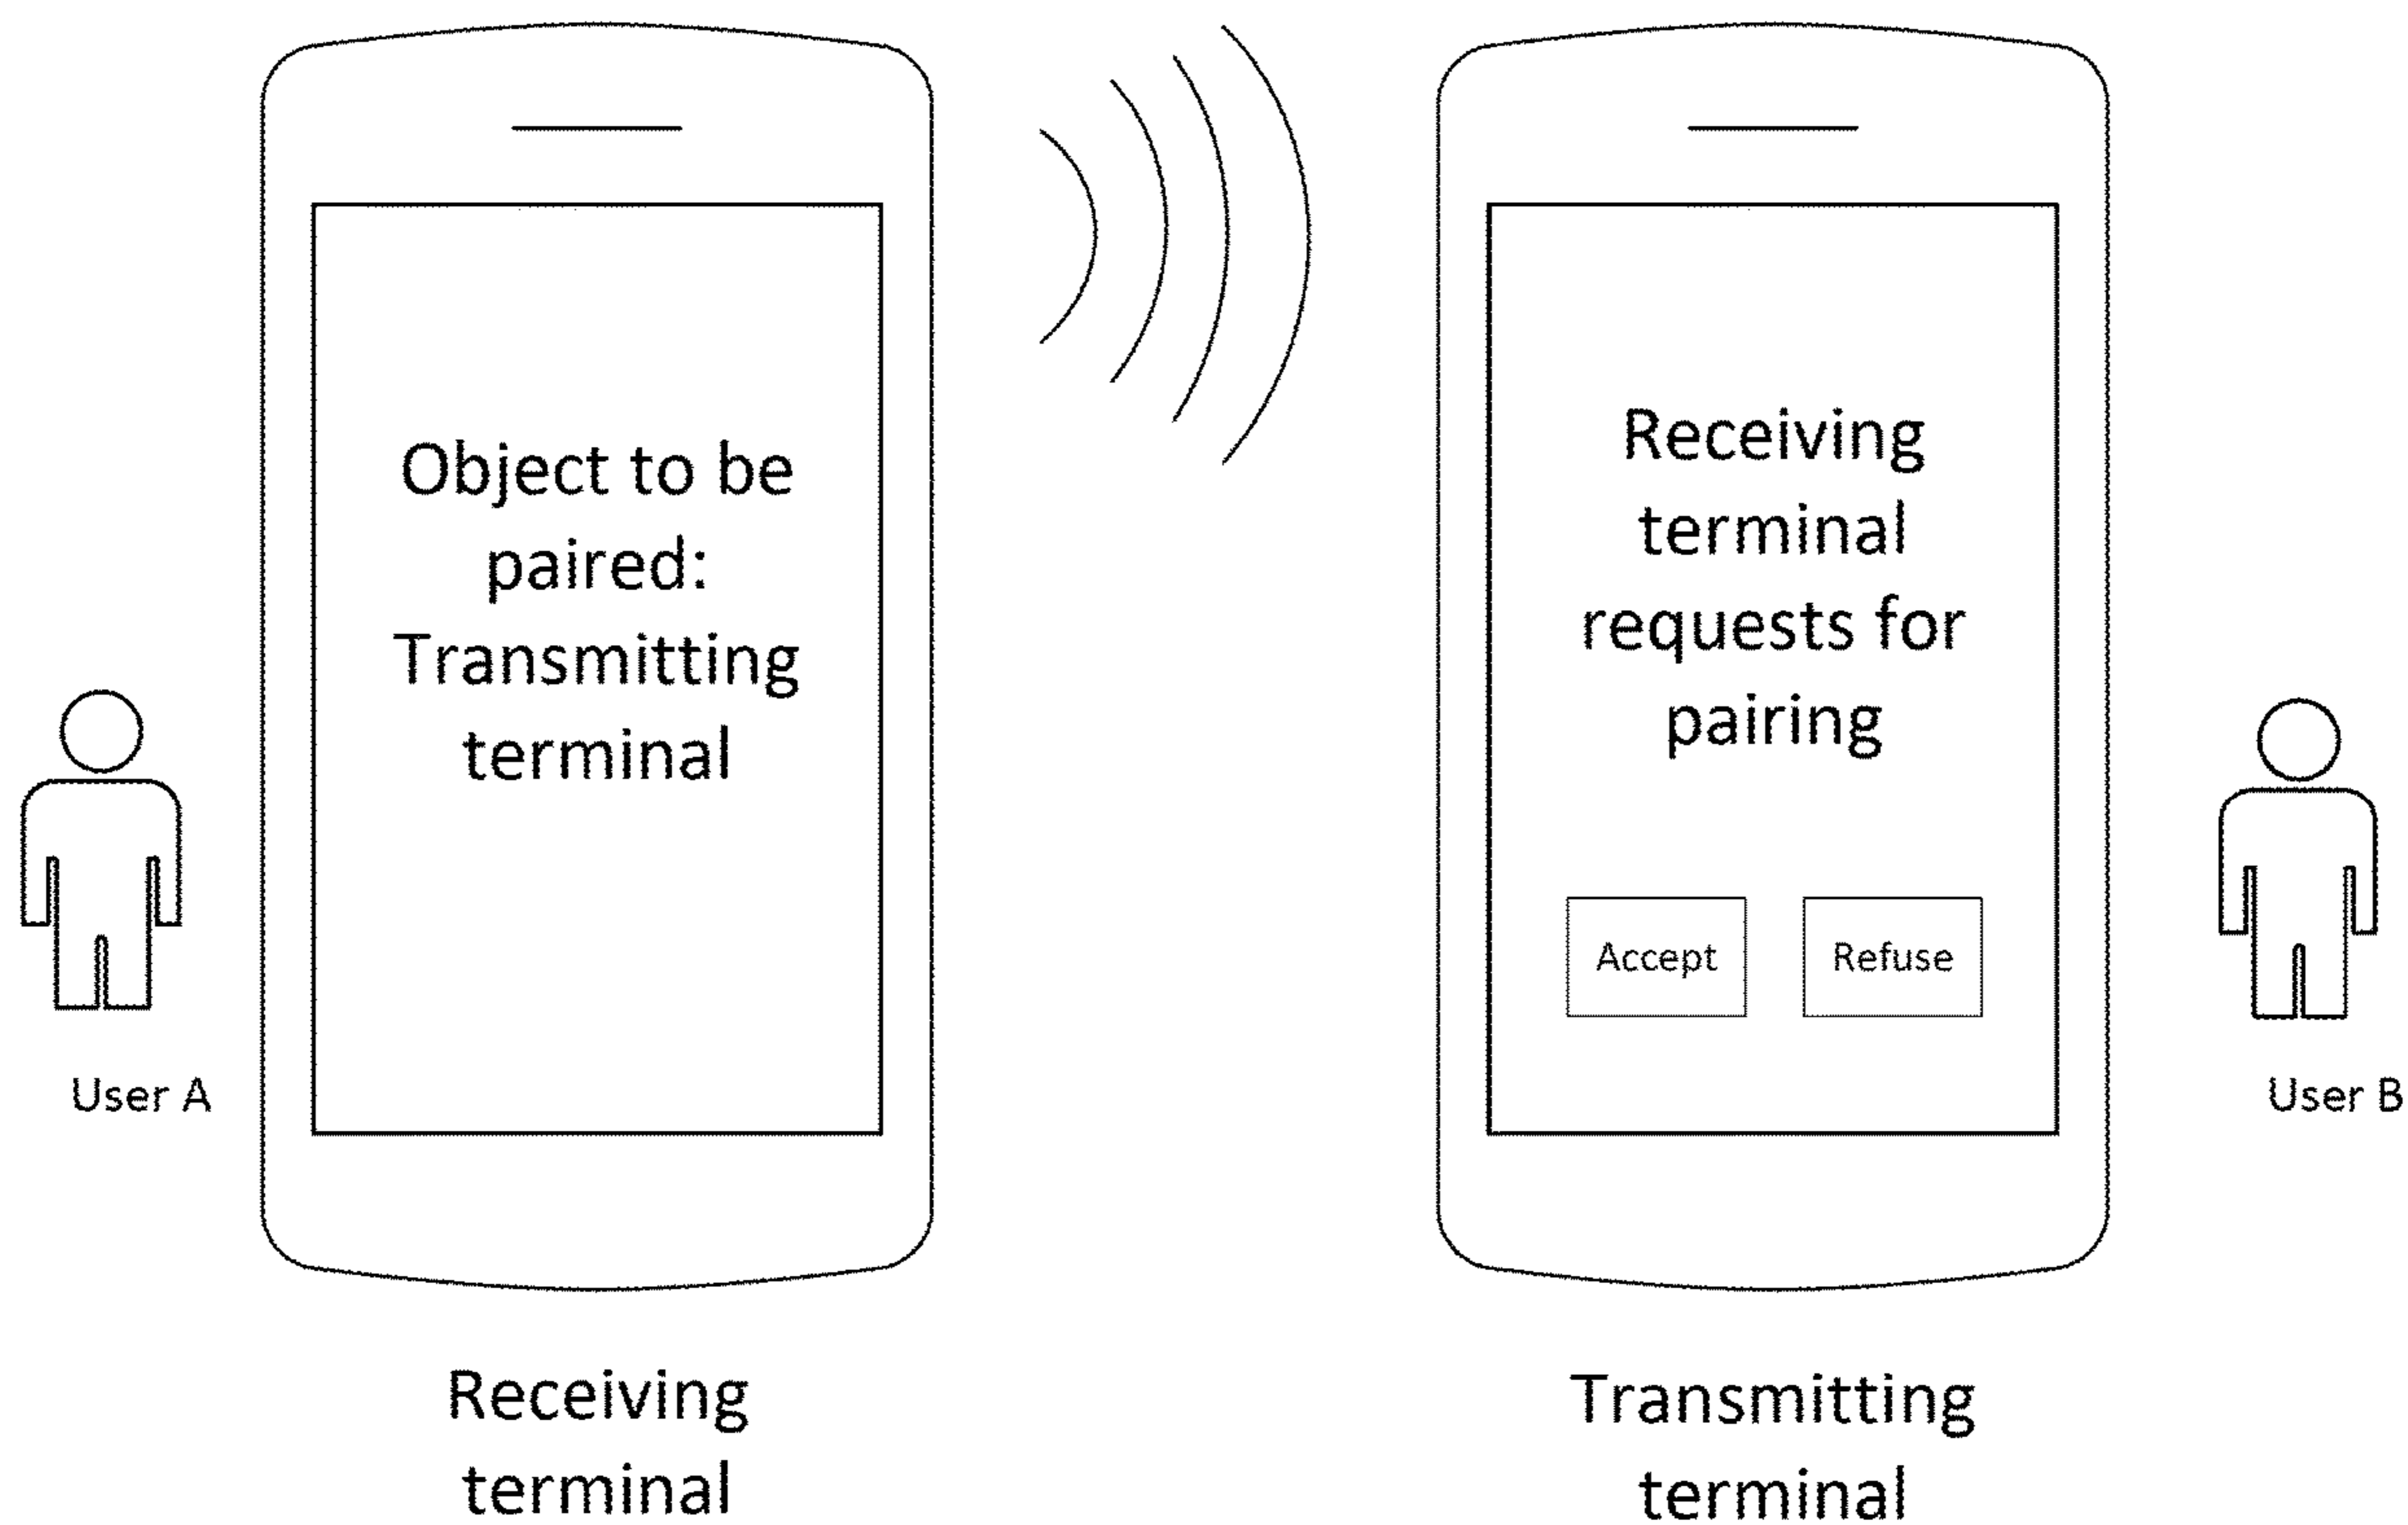 Object to be
paired:
Transmitting
terminal
User A
Receiving
terminal
Receiving
terminal
requests for
pairing
Accept
Refuse
User B
Transmitting
terminal